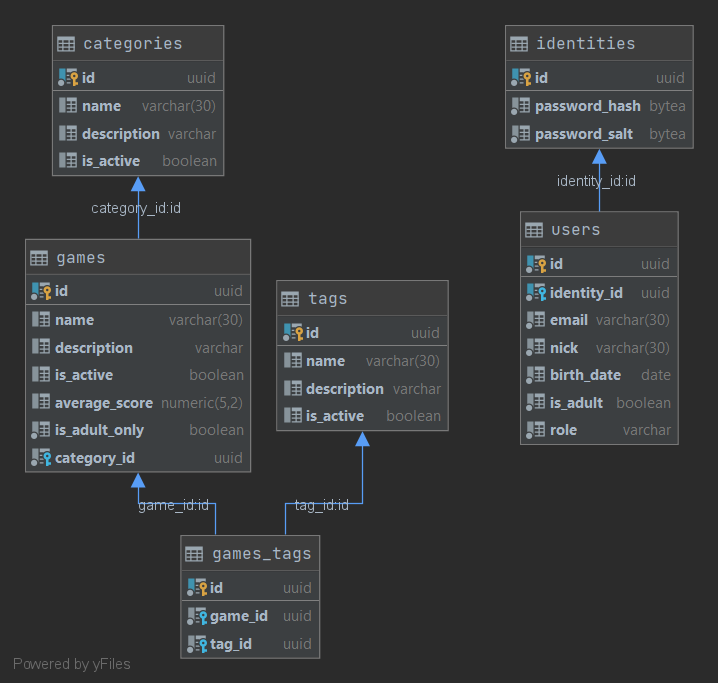 categories
id uuid
name varchar(30)
description varchar
is_active boolean
identities
id uuid
password_hash bytea
password_salt bytea
category_id:id
identity_id:id
games
id uuid
name varchar(30)
description varchar
is_active boolean
average_score numeric(5,2)
is_adult_only boolean
category_id uuid
tags
id uuid
name varchar(30)
description varchar
is_active boolean
users
id uuid
identity_id uuid
email varchar(30)
nick varchar(30)
birth_date date
is_adult boolean
role varchar
game_id:id
tag_id:id
games_tags
id uuid
game_id uuid
tag_id uuid
Powered by yFiles